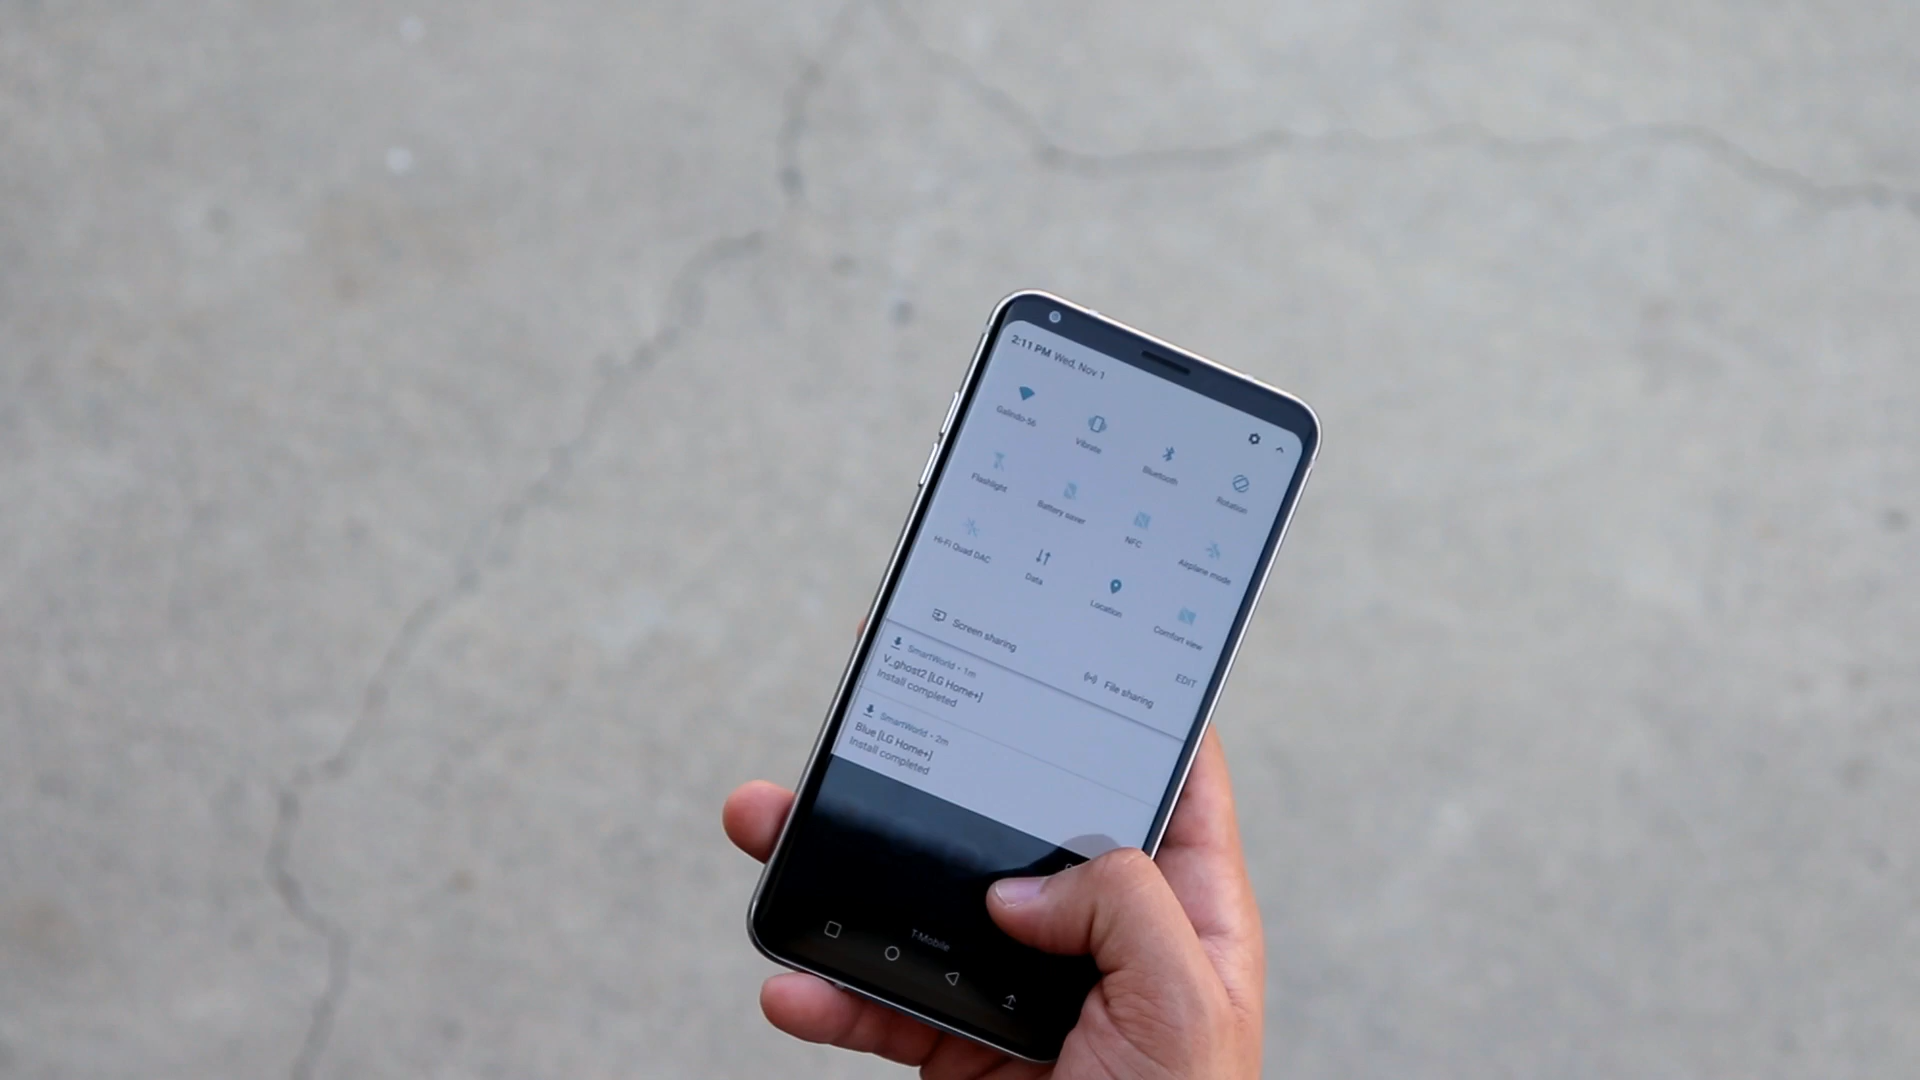 2:11 PM Wed, Nov 1
Galindo-5G
Vibrate
Bluetooth
Rotation
Flashlight
Battery saver
NFC
Airplane mode
Hi-Fi Quad DAC
Data
Location
Comfort view
EDIT
Screen sharing
File sharing
SmartWorld • 1m
V_ghost2 [LG Home+]
Install completed
SmartWorld • 2m
Blue [LG Home+]
Install completed
T-Mobile